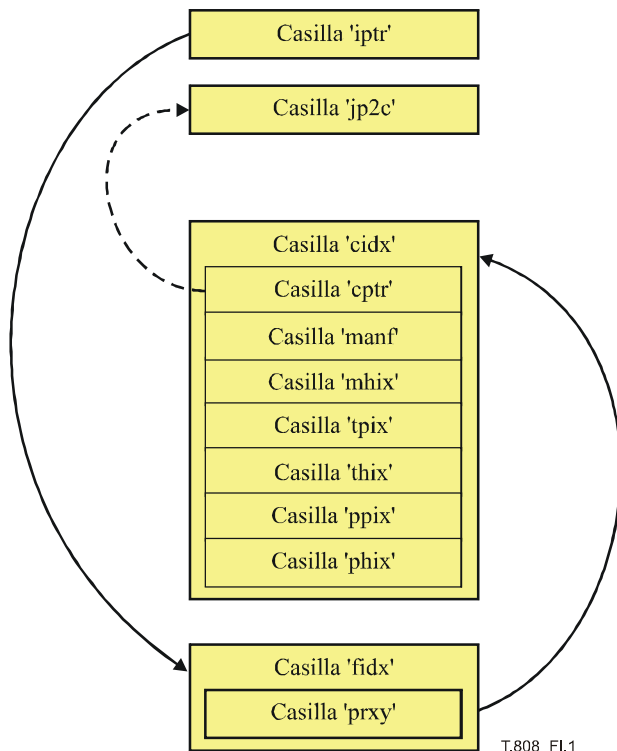 Casilla 'iptr'
Casilla 'jp2c'
Casilla 'cidx'
Casilla 'cptr'
Casilla 'manf'
Casilla 'mhix'
Casilla 'tpix'
Casilla 'thix'
Casilla 'ppix'
Casilla 'phix'
Casilla 'fidx'
Casilla 'prxy'
T.808_FI.1